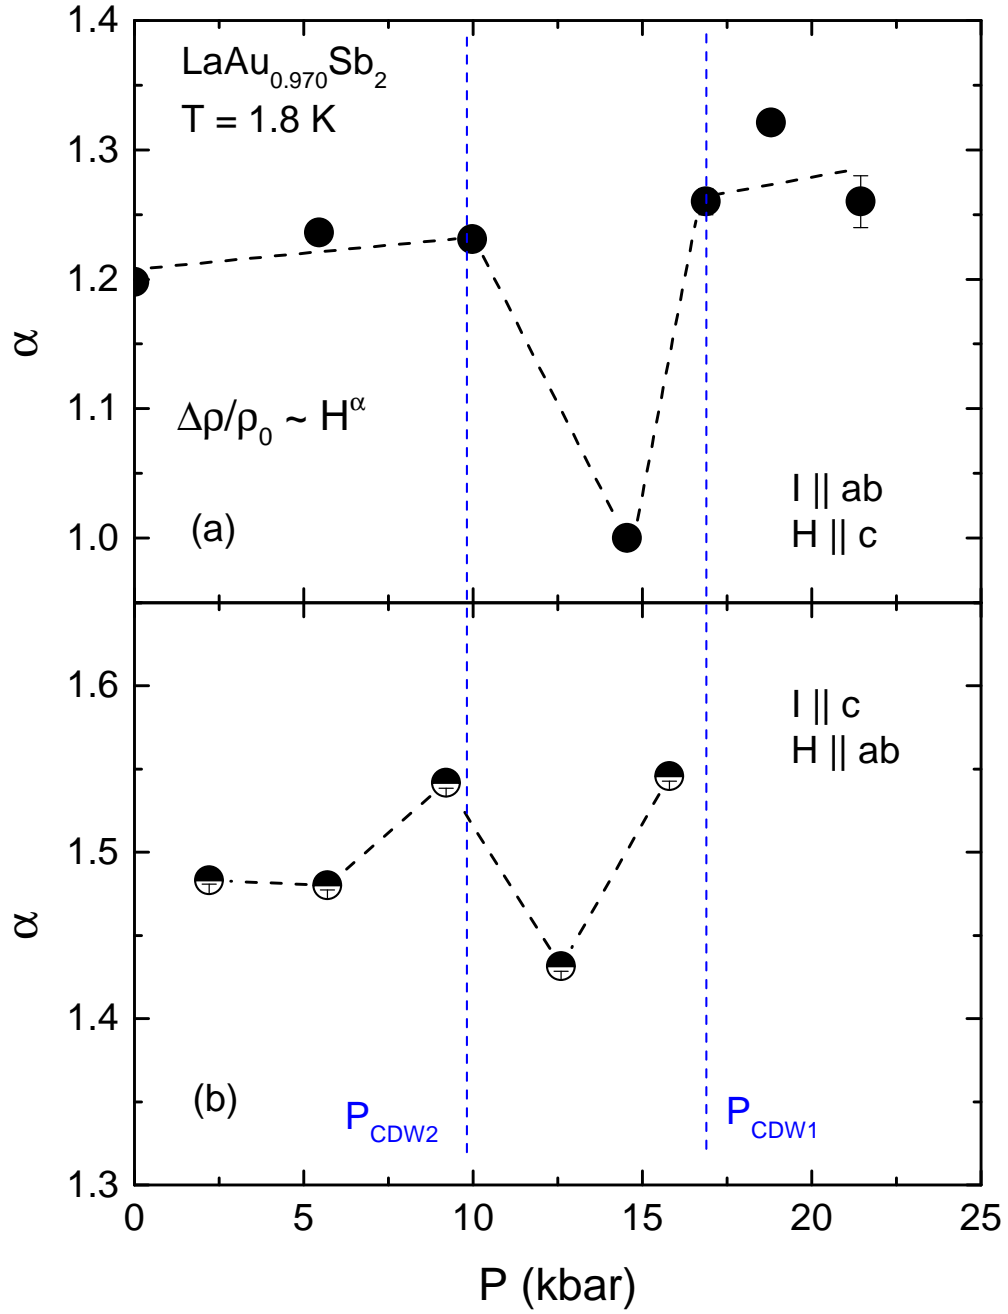 1.4
LaAu0.970Sb2
T = 1.8 K
1.3
1.2
α
1.1
Δρ/ρ0 ~ Hα
I || ab
(a)
H || c
1.0
1.6
I || c
H || ab
1.5
α
1.4
(b)
PCDW2
PCDW1
1.3
0 5 10 15 20 25
P (kbar)